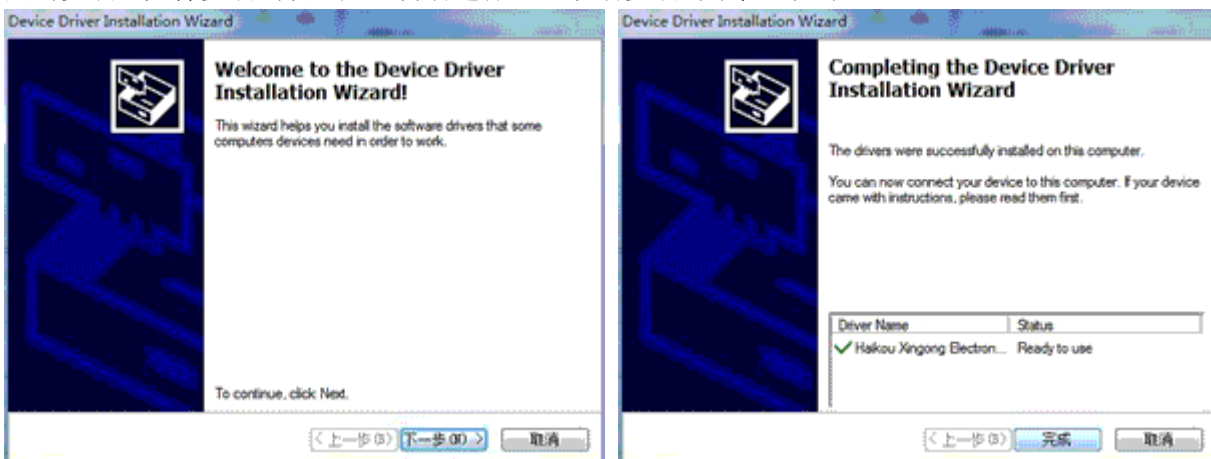 Device Driver Installation Wizard
Welcome to the Device Driver
Installation Wizard!
This wizard helps you install the software drivers that some
computers devices need in order to work.
To continue, click Next.
< 上一步(B)
下一步(N) >
取消
Device Driver Installation Wizard
Completing the Device Driver
Installation Wizard
The drivers were successfully installed on this computer.
You can now connect your device to this computer. If your device
came with instructions, please read them first.
Driver Name Status
Haikou Xingong Electron... Ready to use
< 上一步(B)
完成
取消